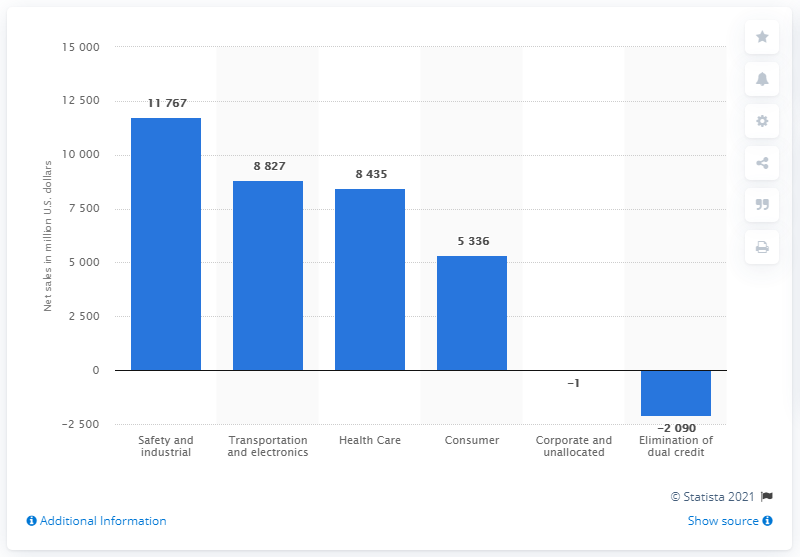 15 000
12 500
10 000
7 500
5 000
2 500
0
−2 500
Net sales in million U.S. dollars
11 767
8 827
8 435
5 336
−1
−2 090
Safety and
industrial
Transportation
and electronics
Health Care
Consumer
Corporate and
unallocated
Elimination of
dual credit
© Statista 2021
Additional Information
Show source